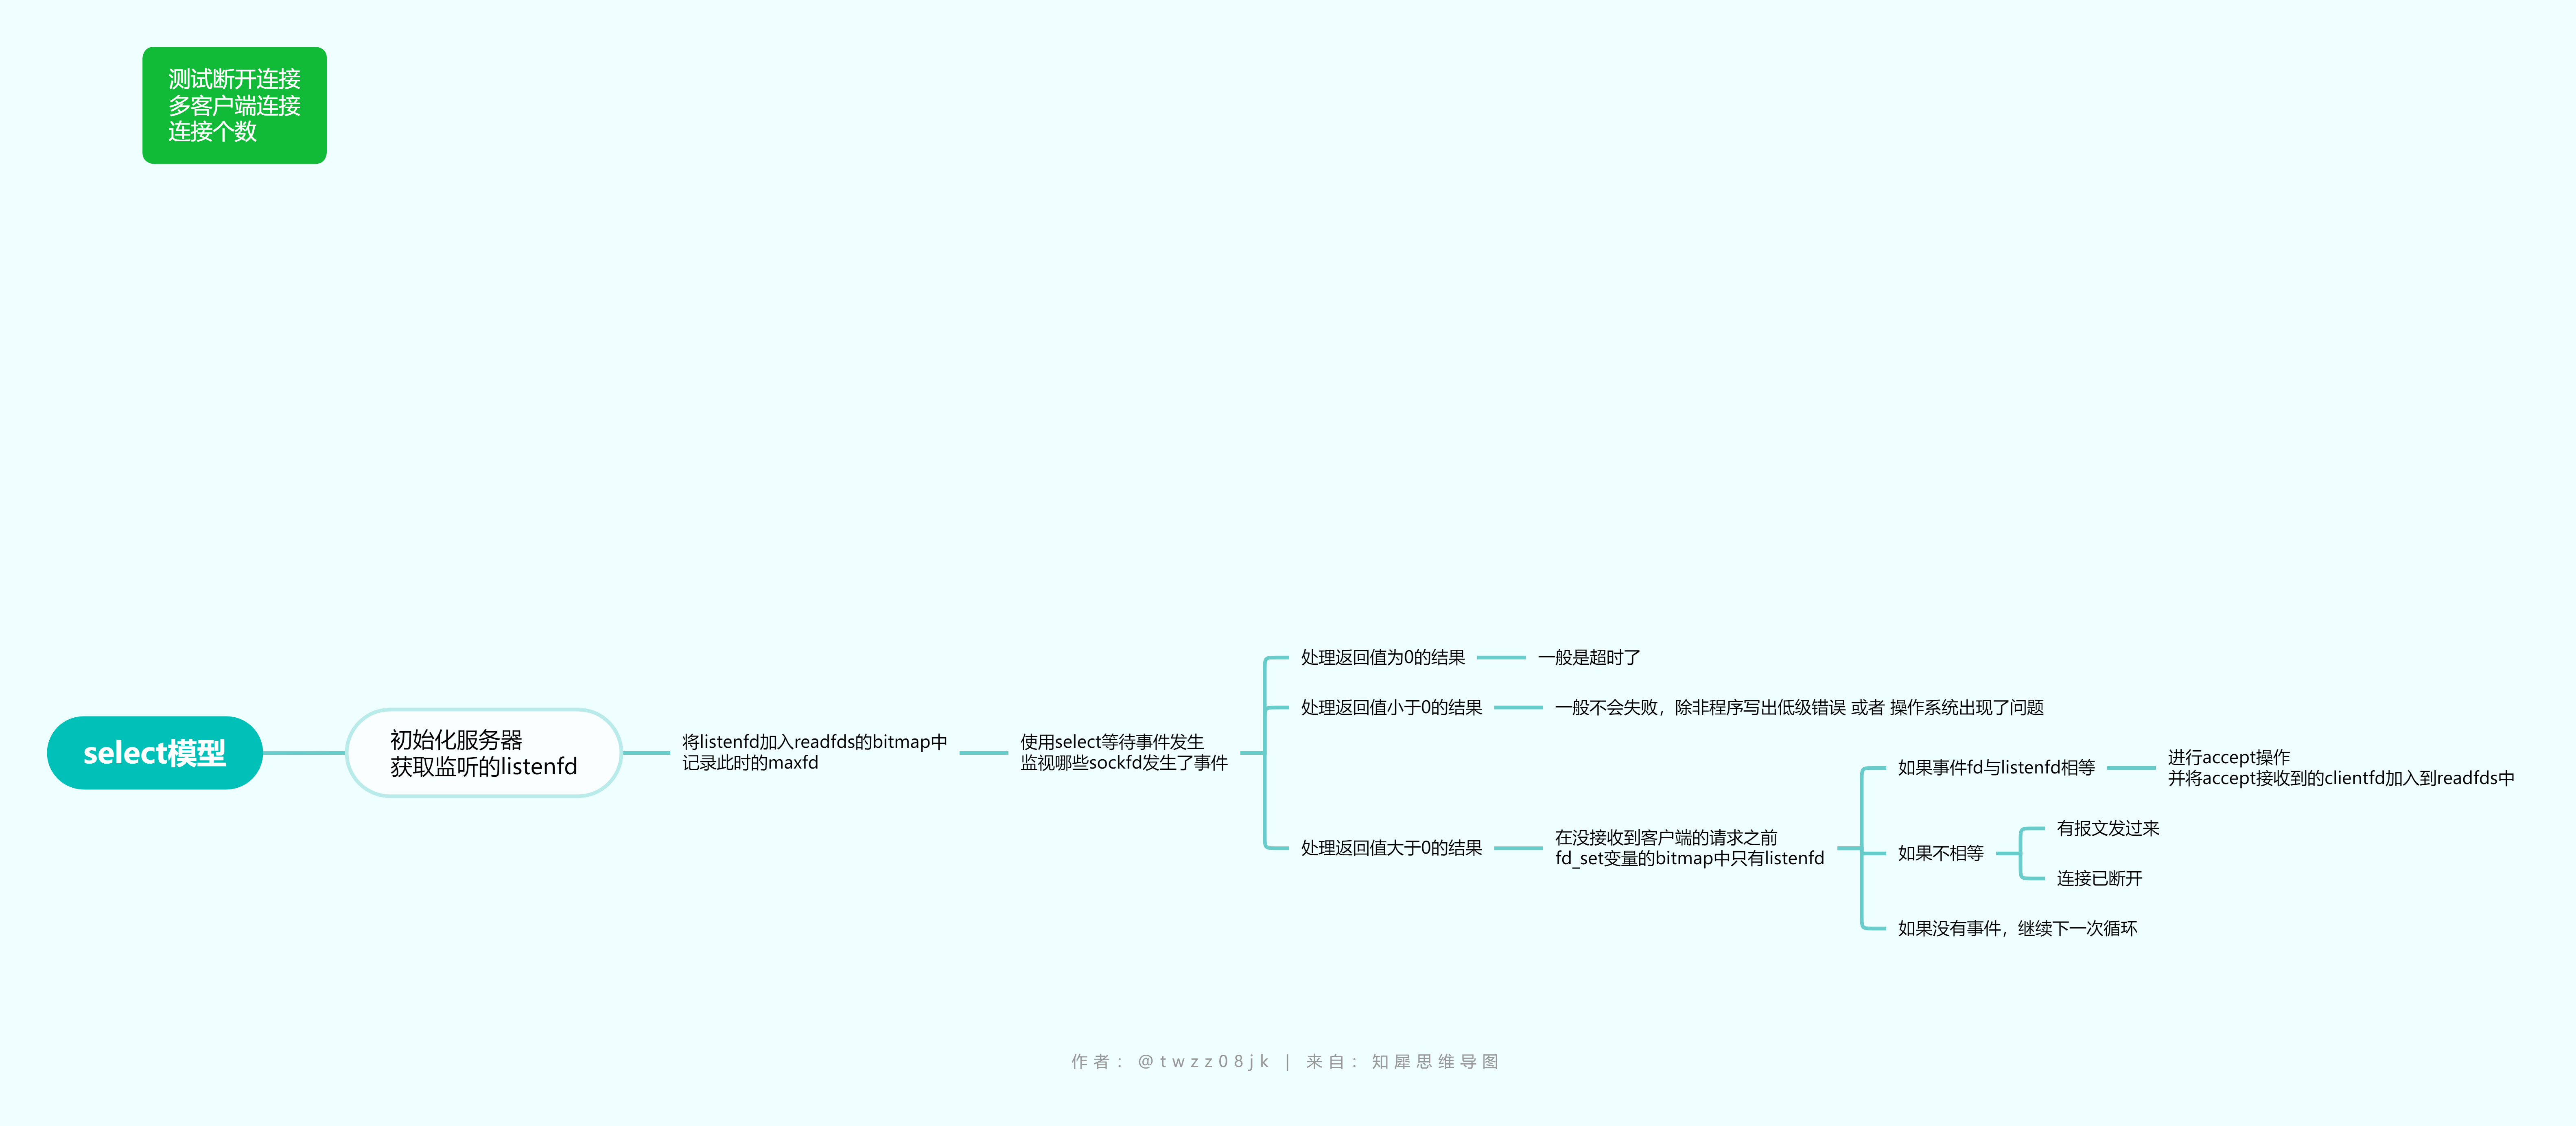 测试断开连接
多客户端连接
连接个数
select模型
初始化服务器
获取监听的listenfd
将listenfd加入readfds的bitmap中
记录此时的maxfd
使用select等待事件发生
监视哪些sockfd发生了事件
处理返回值为0的结果
一般是超时了
处理返回值小于0的结果
一般不会失败，除非程序写出低级错误 或者 操作系统出现了问题
处理返回值大于0的结果
在没接收到客户端的请求之前
fd_set变量的bitmap中只有listenfd
如果事件fd与listenfd相等
进行accept操作
并将accept接收到的clientfd加入到readfds中
如果不相等
有报文发过来
连接已断开
如果没有事件，继续下一次循环
作者：@twzz08jk | 来自：知犀思维导图